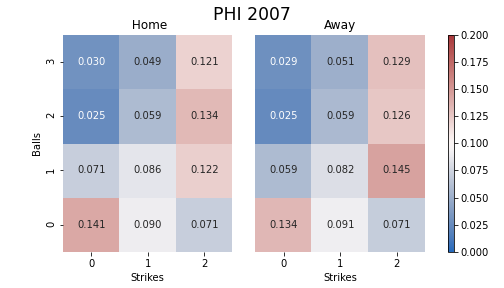 PHI 2007
Home Away
3 0.030 0.049 0.121 0.029 0.051 0.129
2 0.025 0.059 0.134 0.025 0.059 0.126
1 0.071 0.086 0.122 0.059 0.082 0.145
0 0.141 0.090 0.071 0.134 0.091 0.071
Balls
0 1 2 0 1 2
Strikes Strikes
0.200
0.175
0.150
0.125
0.100
0.075
0.050
0.025
0.000